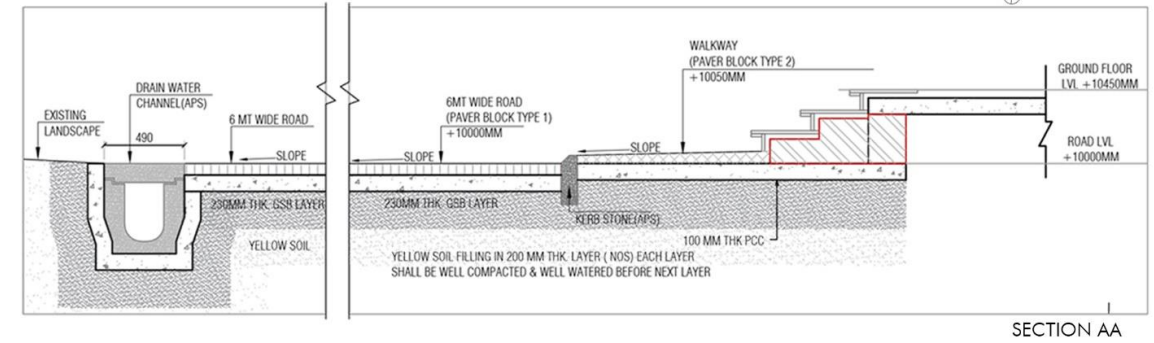 WALKWAY
(PAVER BLOCK TYPE 2)
+10050MM
GROUND FLOOR
LVL +10450MM
DRAIN WATER
CHANNEL(APS)
6MT WIDE ROAD
(PAVER BLOCK TYPE 1)
+10000MM
EXISTING
LANDSCAPE
490
6 MT WIDE ROAD
SLOPE
SLOPE
SLOPE
ROAD LVL
+10000MM
230MM THK. GSB LAYER
230MM THK. GSB LAYER
KERB STONE(APS)
YELLOW SOIL
100 MM THK PCC
YELLOW SOIL FILLING IN 200 MM THK. LAYER ( NOS) EACH LAYER
SHALL BE WELL COMPACTED & WELL WATERED BEFORE NEXT LAYER
SECTION AA